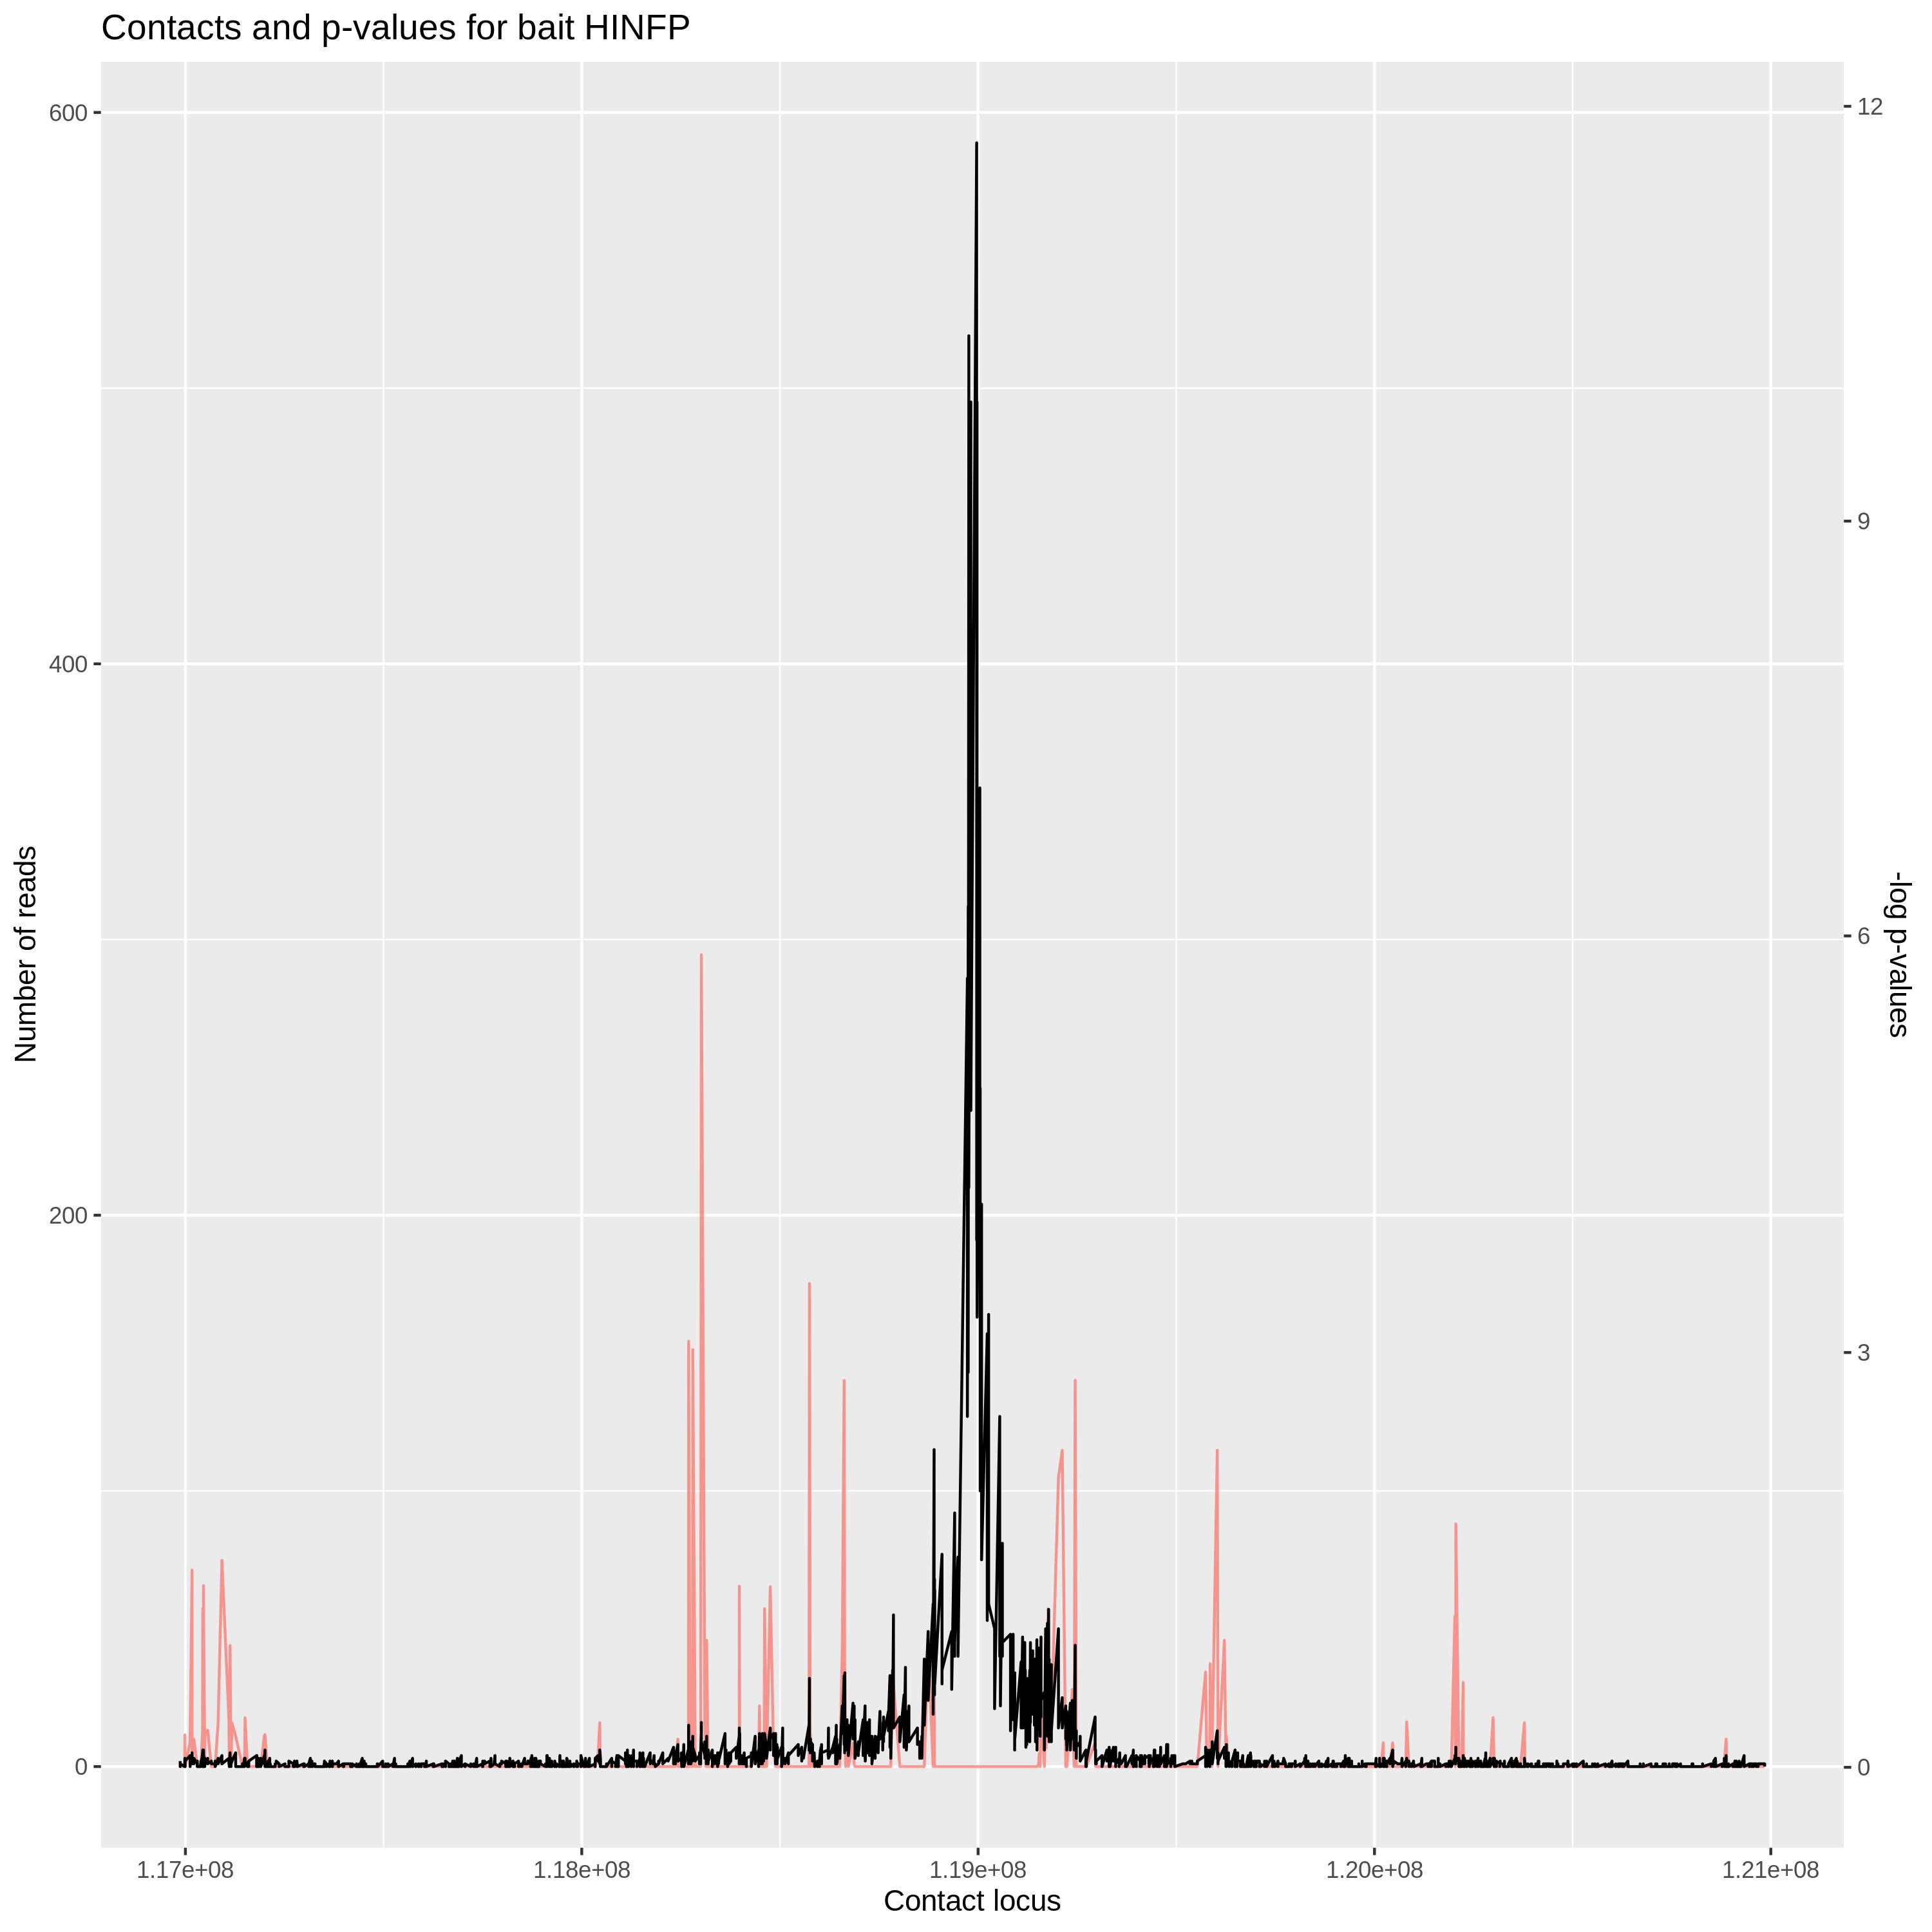 Contacts and p-values for bait HINFP
600
400
200
0
Number of reads
12
9
6
3
0
-log p-values
1.17e+08 1.18e+08 1.19e+08 1.20e+08 1.21e+08
Contact locus